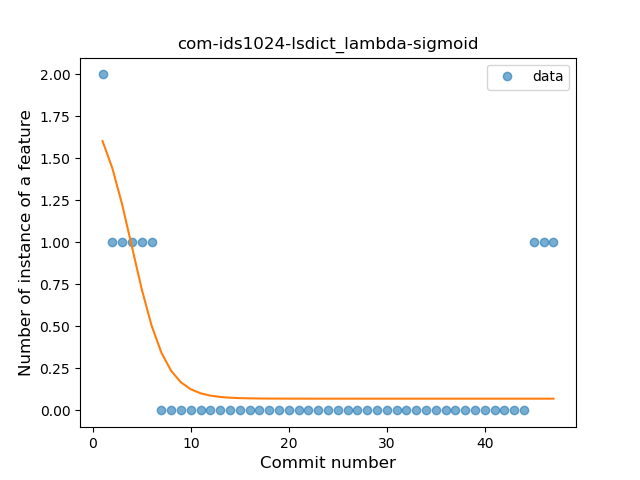 com-ids1024-lsdict_lambda-sigmoid
data
Number of instance of a feature
2.00
1.75
1.50
1.25
1.00
0.75
0.50
0.25
0.00
0 10 20 30 40
Commit number